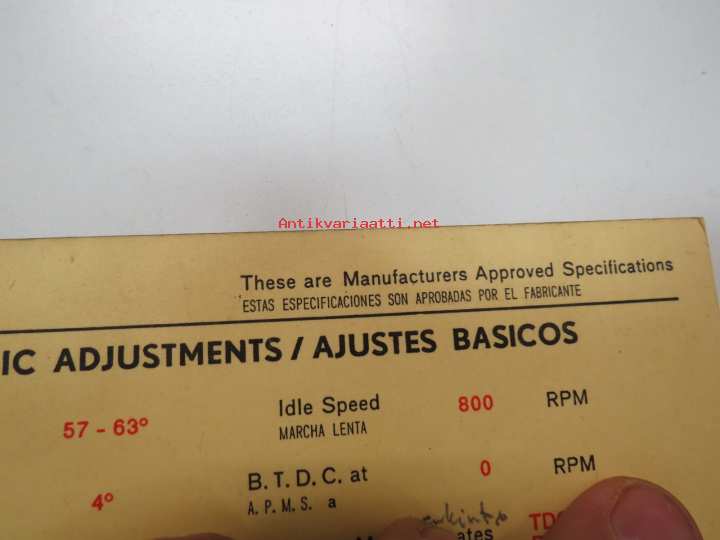 Antikvariaatti.net
These are Manufacturers Approved Specifications
ESTAS ESPECIFICACIONES SON APROBADAS POR EL FABRICANTE
IC ADJUSTMENTS / AJUSTES BASICOS
57 - 63° Idle Speed 800 RPM
MARCHA LENTA
4° B.T.D.C. at 0 RPM
A.P.M.S. a
ates